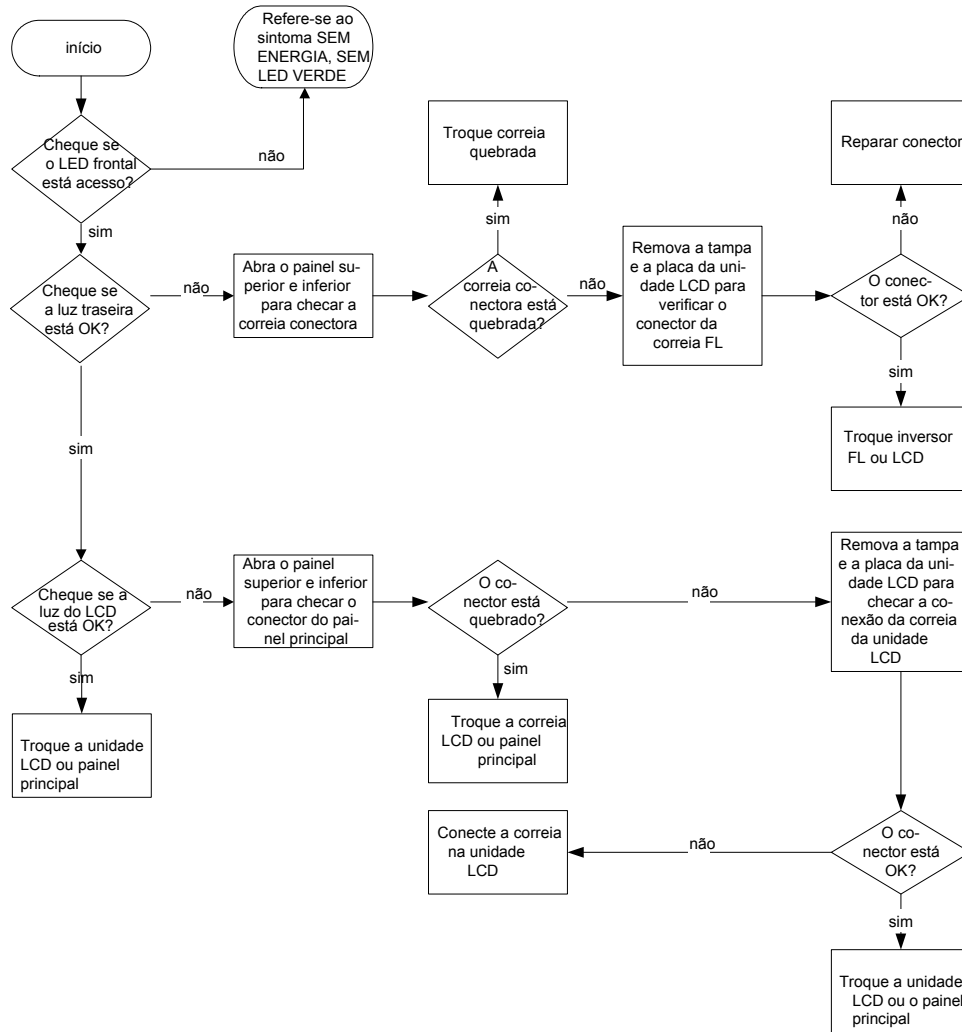 início
Refere-se ao
sintoma SEM
ENERGIA, SEM
LED VERDE
Cheque se
o LED frontal
está acesso?
não
sim
Troque correia
quebrada
Reparar conector
sim
não
Cheque se
a luz traseira
está OK?
não
Abra o painel su-
perior e inferior
para checar a
correia conectora
A
correia co-
nectora está
quebrada?
não
Remova a tampa
e a placa da uni-
dade LCD para
verificar o
conector da
correia FL
O conec-
tor está OK?
sim
Troque inversor
FL ou LCD
sim
Cheque se a
luz do LCD
está OK?
não
Abra o painel
superior e inferior
para checar o
conector do pai-
nel principal
O co-
nector está
quebrado?
não
Remova a tampa
e a placa da uni-
dade LCD para
checar a co-
nexão da correia
da unidade
LCD
sim
Troque a unidade
LCD ou painel
principal
sim
Troque a correia
LCD ou painel
principal
Conecte a correia
na unidade
LCD
não
O co-
nector está
OK?
sim
Troque a unidade
LCD ou o painel
principal